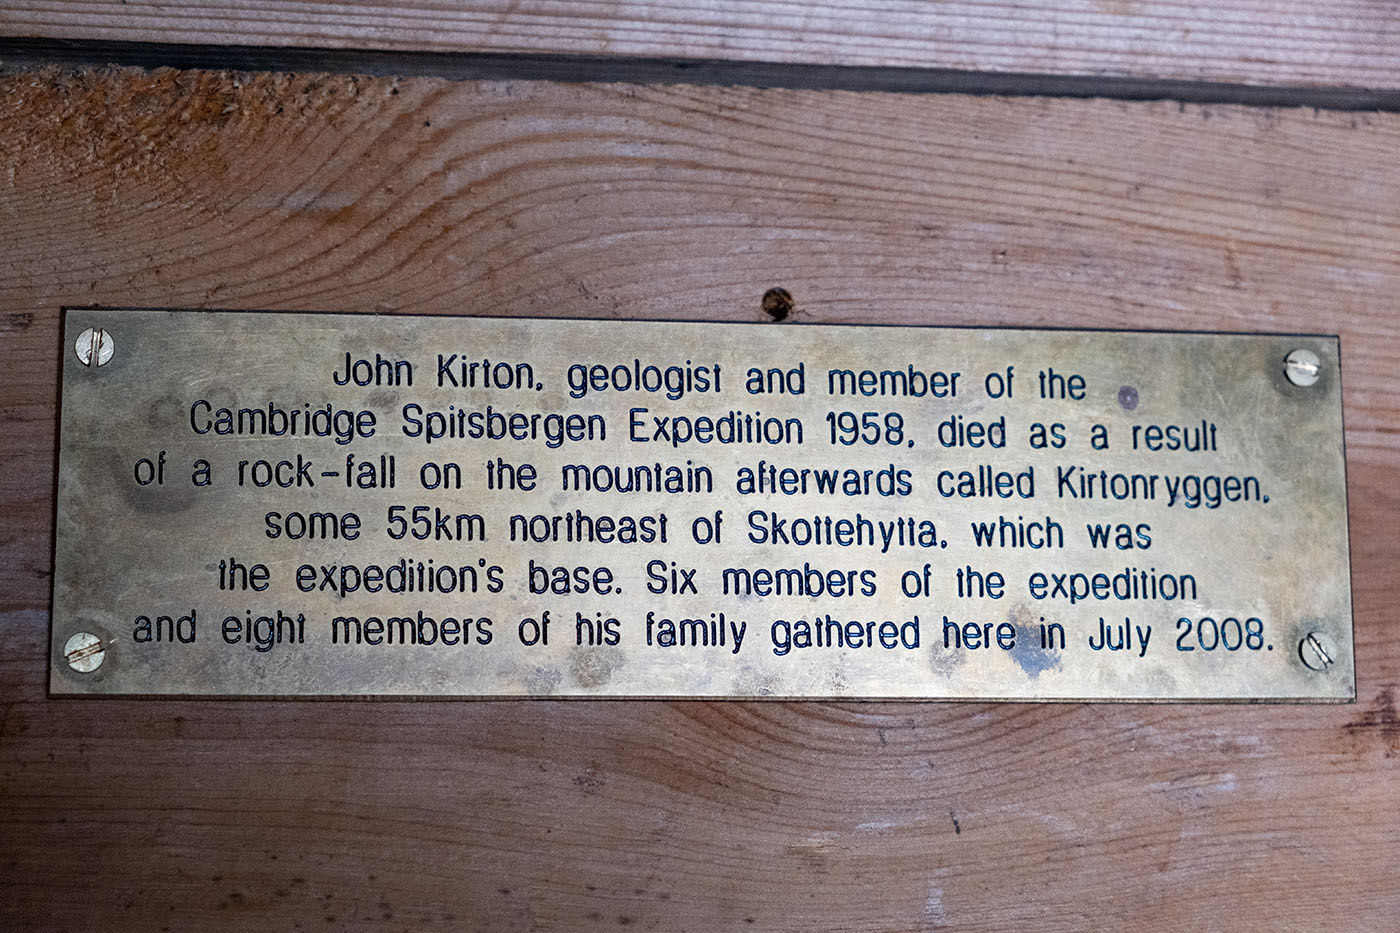 John Kirton, geologist and member of the
Cambridge Spitsbergen Expedition 1958, died as a result
of a rock-fall on the mountain afterwards called Kirtonryggen,
some 55km northeast of Skottehytta, which was
the expedition's base. Six members of the expedition
and eight members of his family gathered here in July 2008.